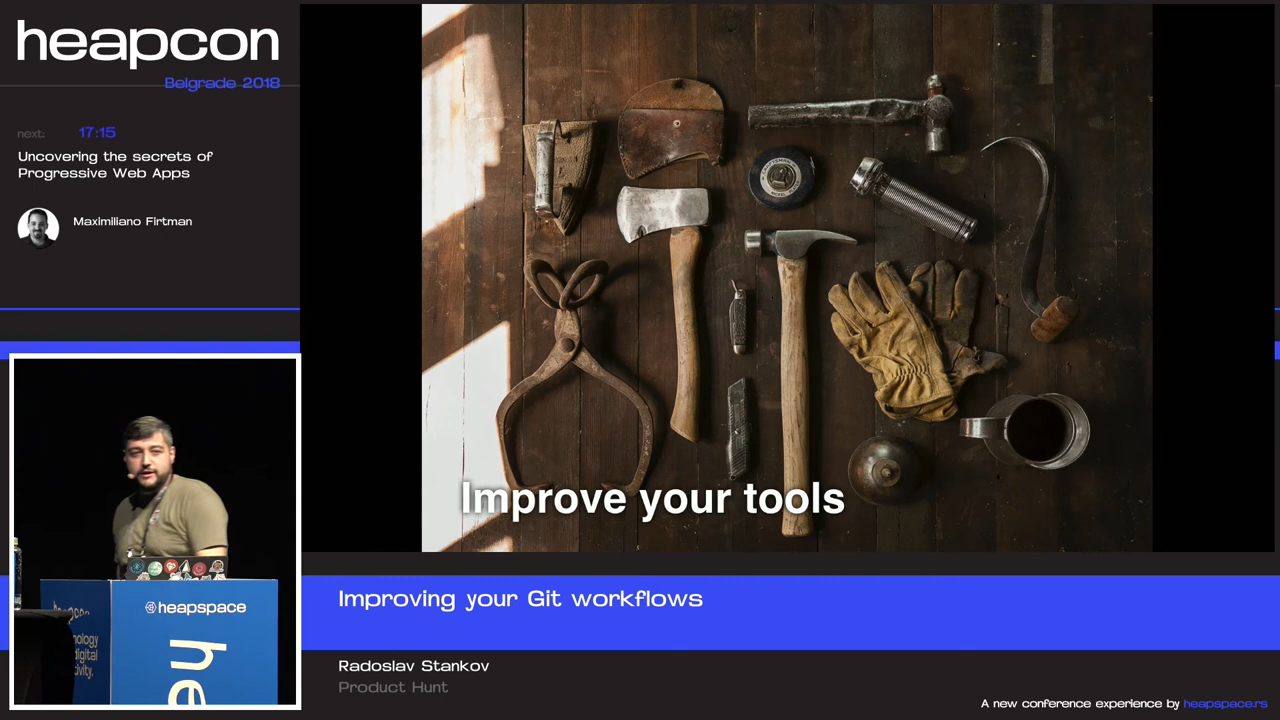 heapcon
Belgrade 2018
next: 17:15
Uncovering the secrets of
Progressive Web Apps
Maximiliano Firtman
Improve your tools
heapspace
he
Improving your Git workflows
Radoslav Stankov
Product Hunt
A new conference experience by heapspace.rs